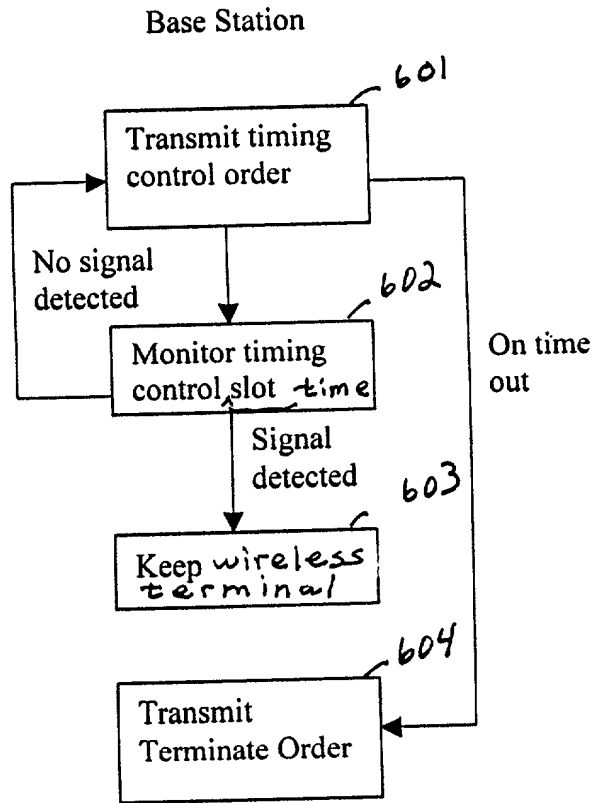 Base Station
601
Transmit timing
control order
No signal
detected
602
Monitor timing
control slot time
On time
out
Signal
detected
603
Keep wireless
terminal
604
Transmit
Terminate Order